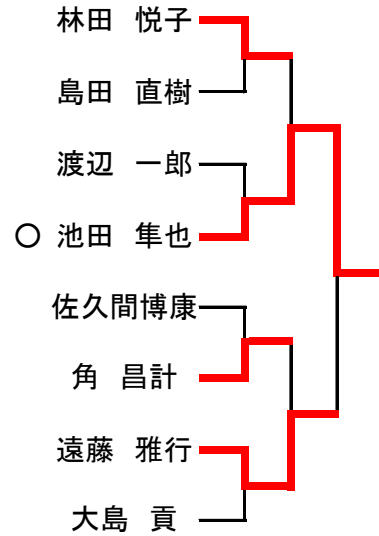 林田 悦子
島田 直樹
渡辺 一郎
○ 池田 隼也
佐久間博康
角 昌計
遠藤 雅行
大島 貢